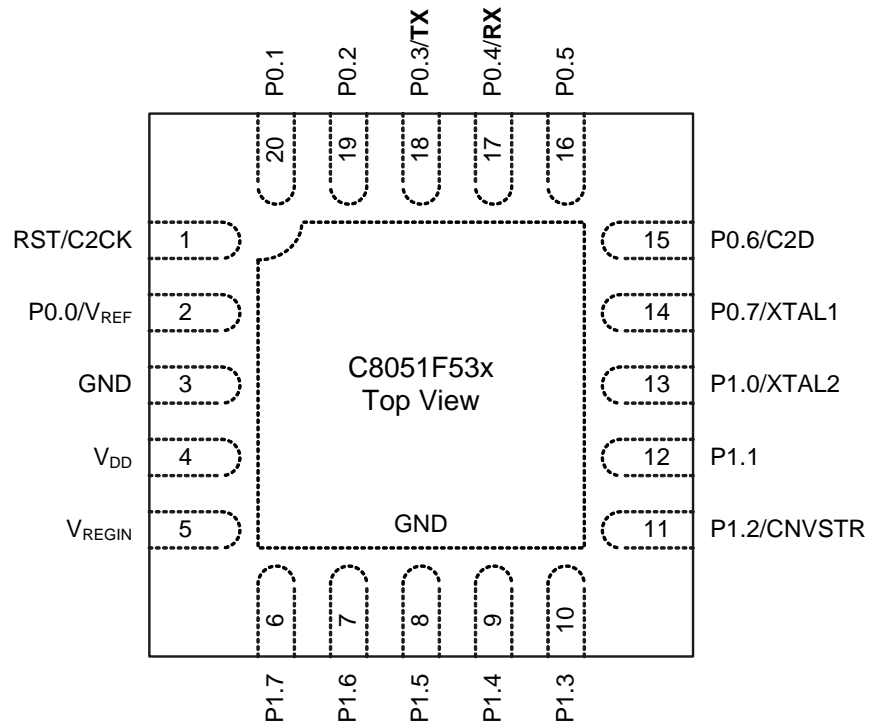 P0.1
P0.2
P0.3/TX
P0.4/RX
P0.5
20
19
18
17
16
RST/C2CK
1
15
P0.6/C2D
P0.0/VREF
2
14
P0.7/XTAL1
GND
3
13
P1.0/XTAL2
C8051F53x
Top View
VDD
4
12
P1.1
VREGIN
5
GND
11
P1.2/CNVSTR
6
7
8
9
10
P1.7
P1.6
P1.5
P1.4
P1.3